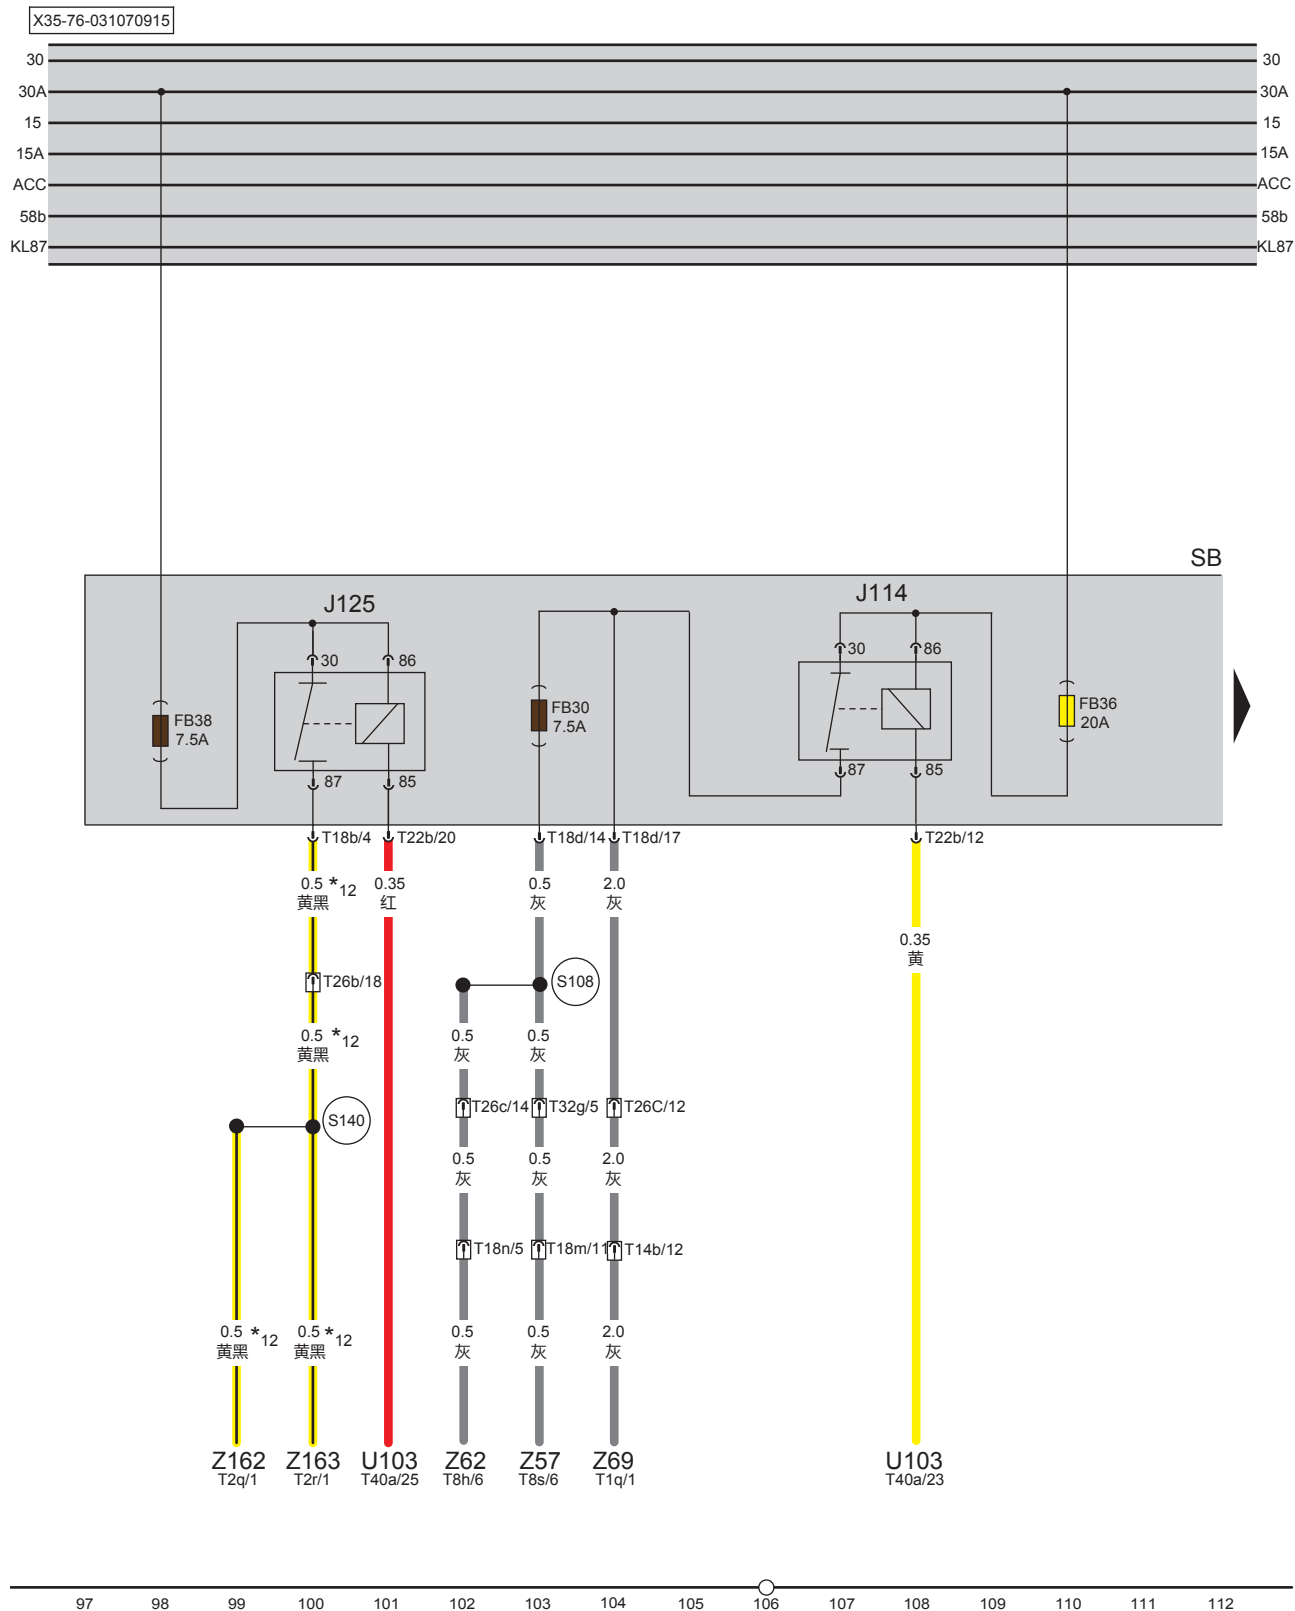 X35-76-031070915
30 30
30A 30A
15 15
15A 15A
ACC ACC
58b 58b
KL87 KL87
SB
J125 J114
30 86 30 86
FB38
7.5A
FB30
7.5A
FB36
20A
87 85 87 85
T18b/4 T22b/20 T18d/14 T18d/17 T22b/12
0.5 *12 0.35 0.5 2.0
黄黑 红 灰 灰
0.35
黄
T26b/18 S108
0.5 *12 0.5 0.5
黄黑 灰 灰
T26c/14 T32g/5 T26C/12
S140
0.5 0.5 2.0
灰 灰 灰
T18n/5 T18m/11 T14b/12
0.5 *12 0.5 *12 0.5 0.5 2.0
黄黑 黄黑 灰 灰 灰
Z162 Z163 U103 Z62 Z57 Z69 U103
T2q/1 T2r/1 T40a/25 T8h/6 T8s/6 T1q/1 T40a/23
97 98 99 100 101 102 103 104 105 106 107 108 109 110 111 112